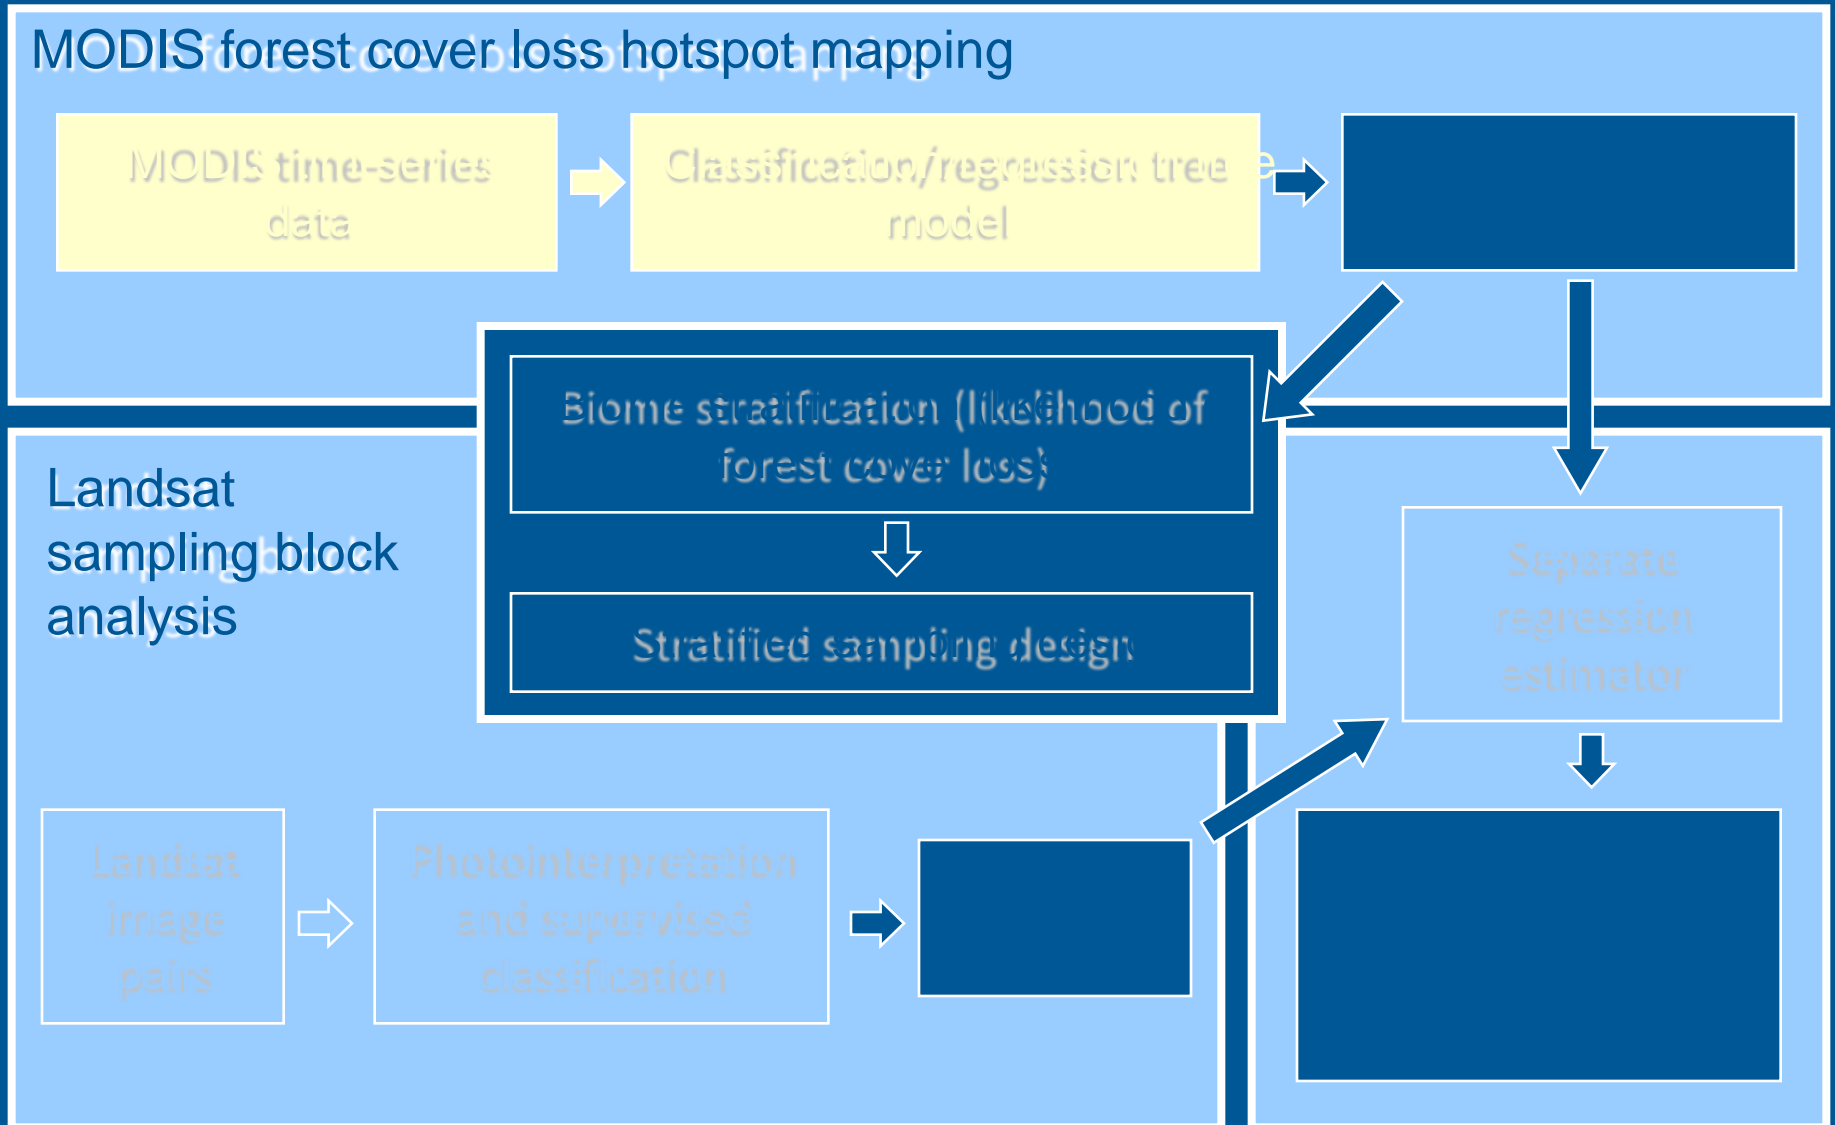 MODIS forest cover loss hotspot mapping
MODIS time-series
data
Classification/regression tree
model
Biome stratification (likelihood of
forest cover loss)
Stratified sampling design
Landsat
sampling block
analysis
Separate
regression
estimator
Landsat
image
pairs
Photointerpretation
and supervised
classification